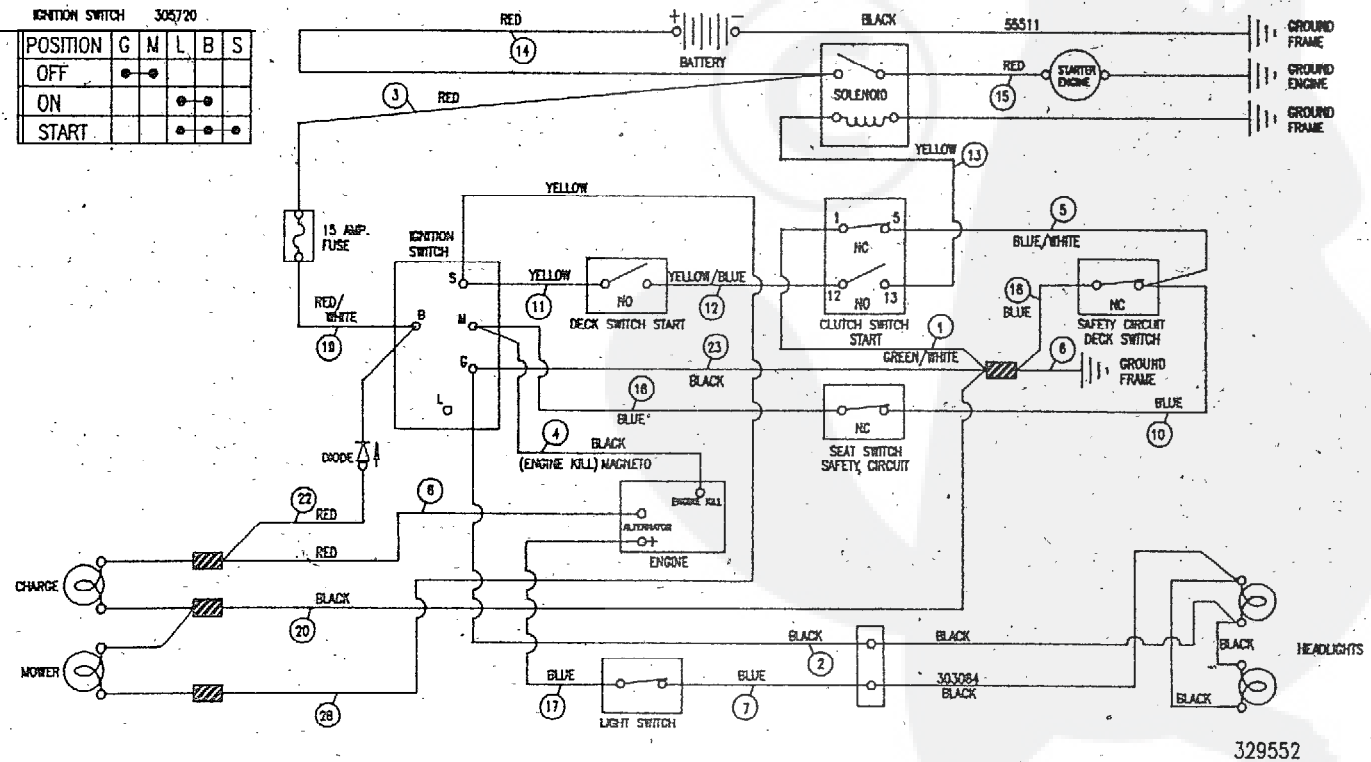 IGNITION SWITCH 305720
POSITION G M L B S
OFF
ON
START
RED
14
+
−
BATTERY
BLACK
55511
GROUND
FRAME
3
RED
SOLENOID
RED
15
STARTER
ENGINE
GROUND
ENGINE
GROUND
FRAME
YELLOW
13
YELLOW
15 AMP.
FUSE
IGNITION
SWITCH
1
5
NC
5
BLUE/WHITE
S
YELLOW
11
NO
DECK SWITCH START
YELLOW/BLUE
12
12
NO
13
CLUTCH SWITCH
START
18
BLUE
NC
SAFETY CIRCUIT
DECK SWITCH
RED/
WHITE
19
B
M
1
GREEN/WHITE
G
23
BLACK
6
GROUND
FRAME
L
16
BLUE
NC
SEAT SWITCH
SAFETY CIRCUIT
BLUE
10
4
BLACK
(ENGINE KILL) MAGNETO
DIODE
22
RED
8
ENGINE KILL
ALTERNATOR
+
ENGINE
RED
CHARGE
BLACK
20
MOWER
28
BLACK
2
BLACK
BLACK
HEADLIGHTS
BLUE
17
LIGHT SWITCH
BLUE
7
303084
BLACK
BLACK
329552